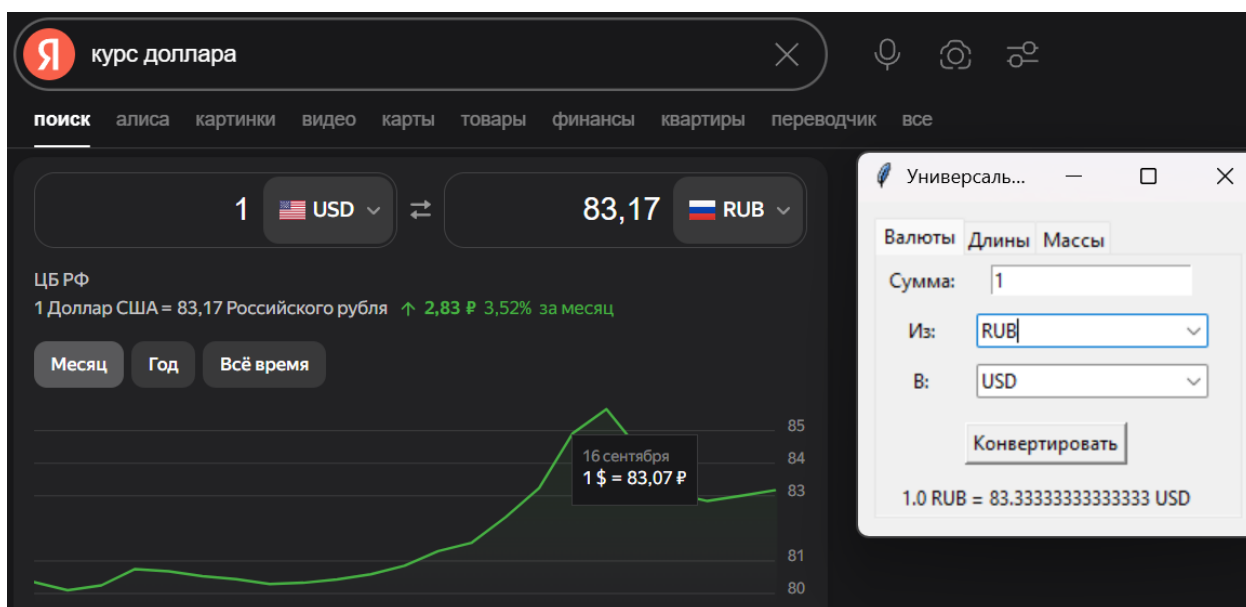 Я курс доллара
поиск алиса картинки видео карты товары финансы квартиры переводчик все
1 USD 83,17 RUB
ЦБ РФ
1 Доллар США = 83,17 Российского рубля ↑ 2,83 ₽ 3,52% за месяц
Месяц Год Всё время
85
84
83
81
80
16 сентября
1 $ = 83,07 ₽
Универсаль...
Валюты Длины Массы
Сумма: 1
Из: RUB
В: USD
Конвертировать
1.0 RUB = 83.33333333333333 USD